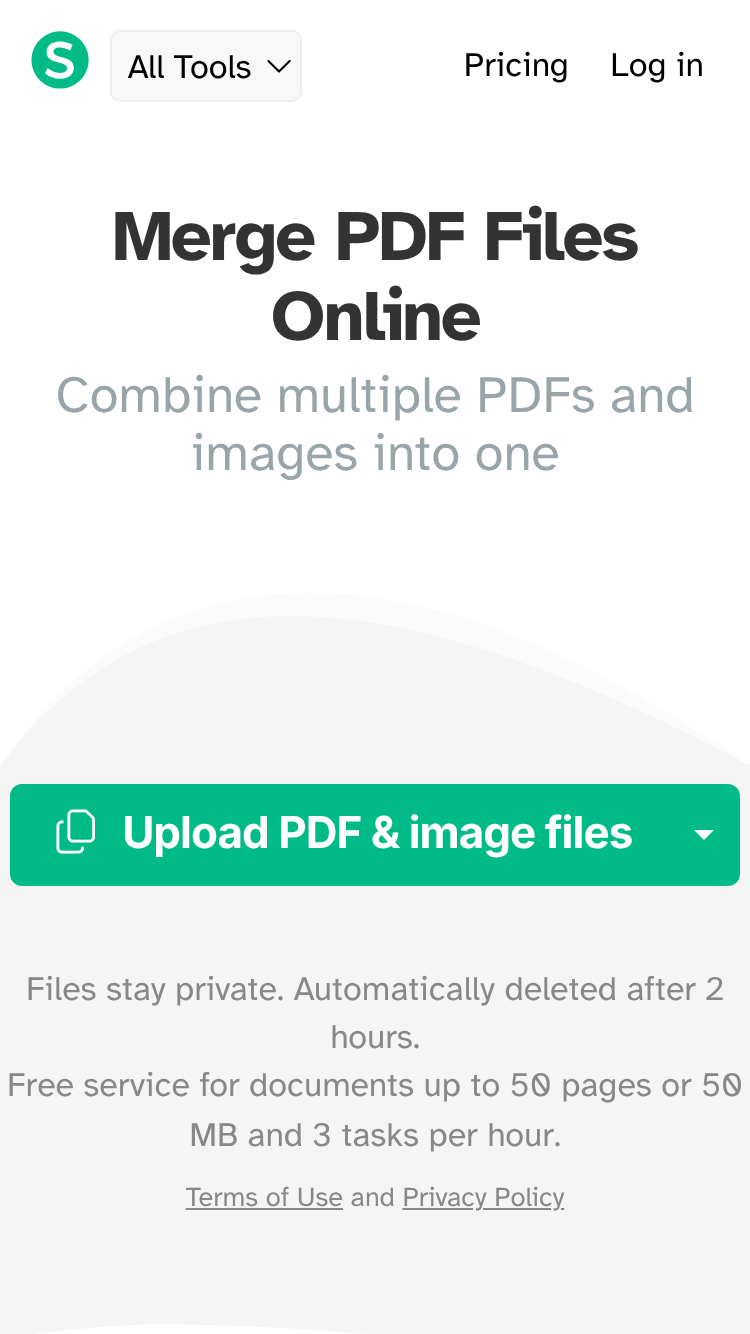 S
All Tools
Pricing
Log in
Merge PDF Files
Online
Combine multiple PDFs and
images into one
Upload PDF & image files
Files stay private. Automatically deleted after 2
hours.
Free service for documents up to 50 pages or 50
MB and 3 tasks per hour.
Terms of Use and Privacy Policy